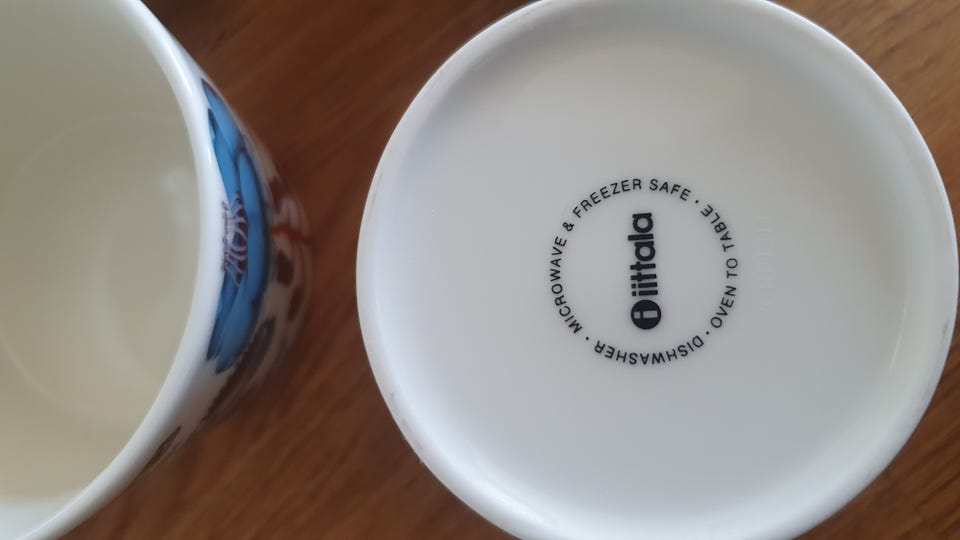 iittala
MICROWAVE & FREEZER SAFE · OVEN TO TABLE · DISHWASHER ·